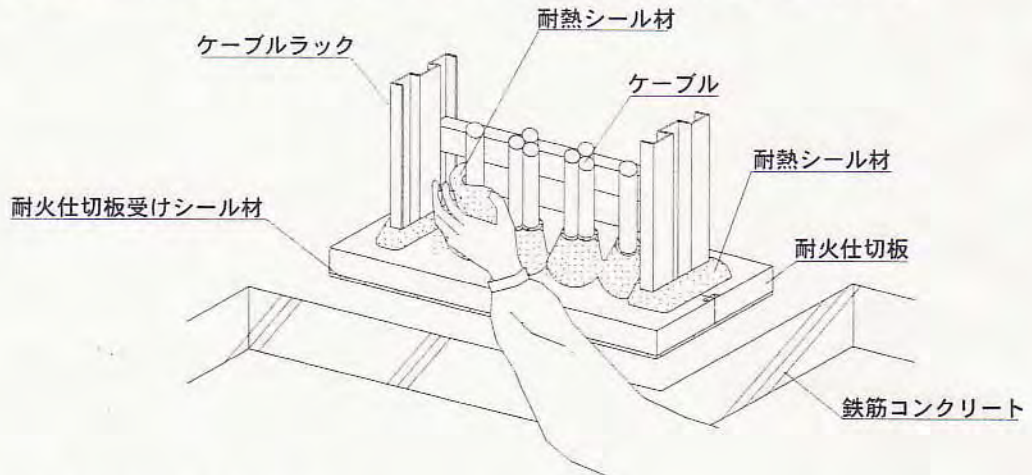 耐熱シール材
ケーブルラック
ケーブル
耐熱シール材
耐火仕切板受けシール材
耐火仕切板
鉄筋コンクリート